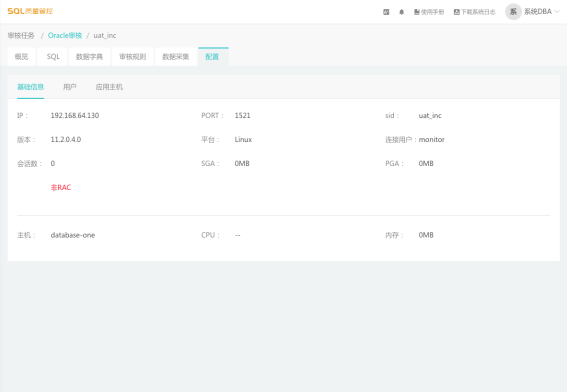 SQL质量管控 使用手册 下载系统日志 系 系统DBA
审核任务 / Oracle审核 / uat_inc
概览 SQL 数据字典 审核规则 数据采集 配置
基础信息 用户 应用主机
IP： 192.168.64.130 PORT： 1521 sid： uat_inc
版本： 11.2.0.4.0 平台： Linux 连接用户：monitor
会话数： 0 SGA： 0MB PGA： 0MB
非RAC
主机： database-one CPU： -- 内存： 0MB